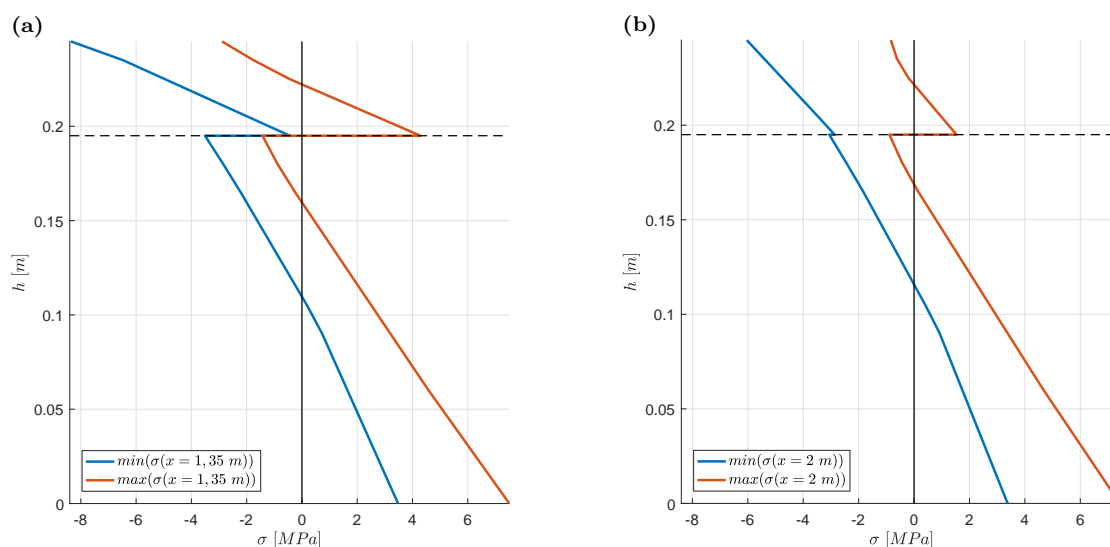 (a)
0.2
0.15
0.1
0.05
0
h [m]
-8 -6 -4 -2 0 2 4 6
σ [MPa]
min(σ(x = 1, 35 m))
max(σ(x = 1, 35 m))
(b)
0.2
0.15
0.1
0.05
0
h [m]
-8 -6 -4 -2 0 2 4 6
σ [MPa]
min(σ(x = 2 m))
max(σ(x = 2 m))